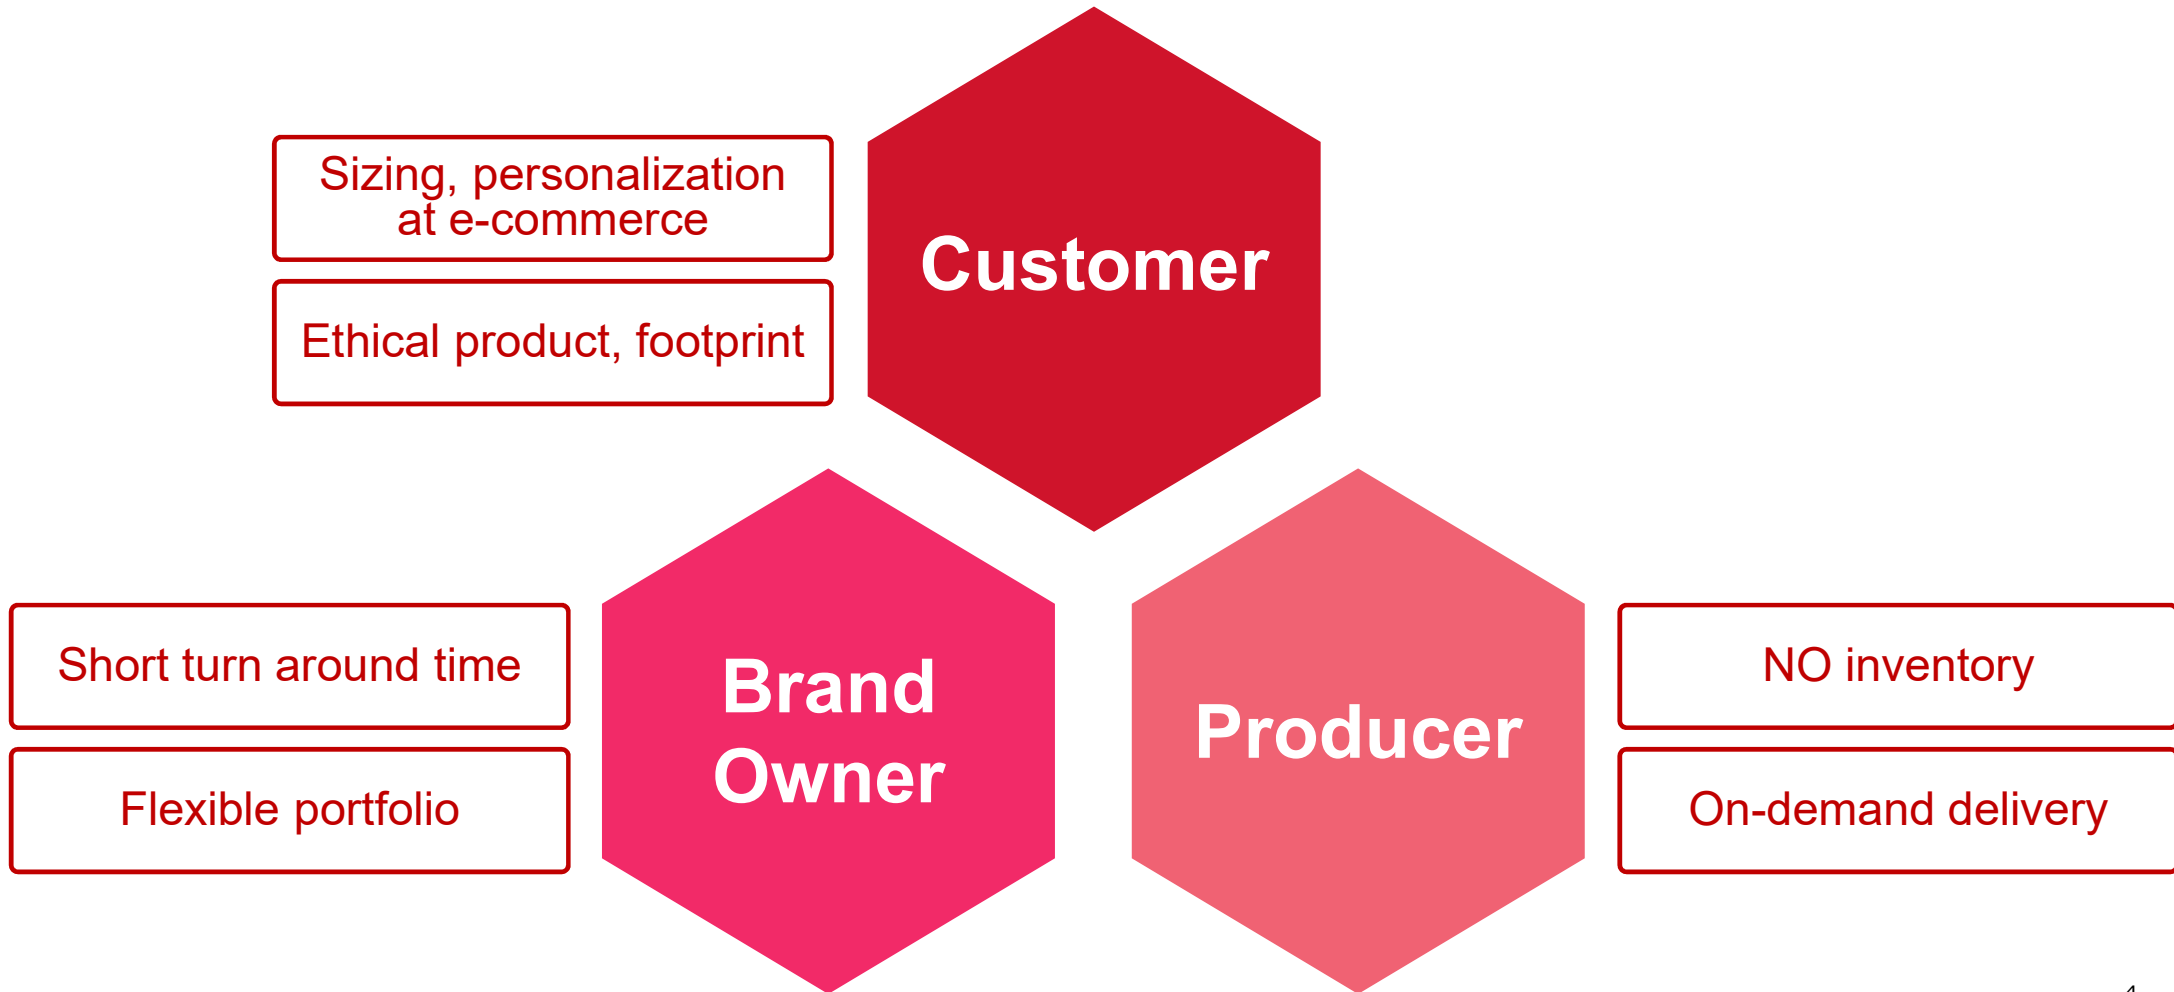 Sizing, personalization
at e-commerce
Ethical product, footprint
Customer
Short turn around time
Flexible portfolio
Brand
Owner
Producer
NO inventory
On-demand delivery